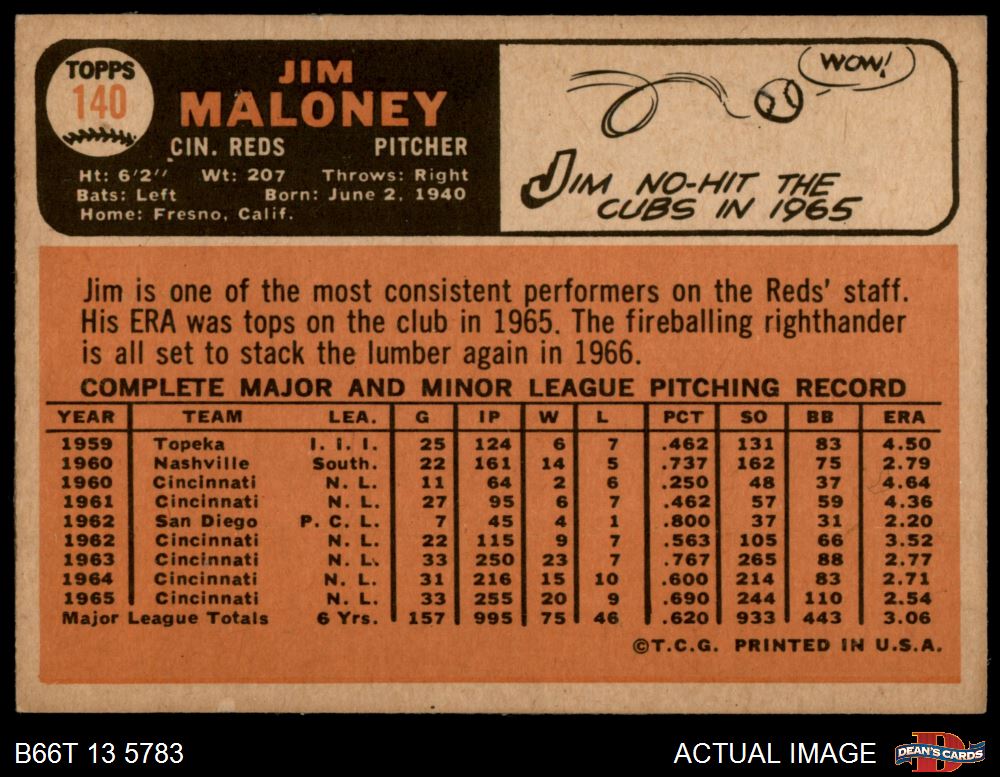 TOPPS
140
JIM
MALONEY
CIN. REDS PITCHER
Ht: 6'2" Wt: 207 Throws: Right
Bats: Left Born: June 2, 1940
Home: Fresno, Calif.
WOW!
JIM NO-HIT THE
CUBS IN 1965
Jim is one of the most consistent performers on the Reds' staff.
His ERA was tops on the club in 1965. The fireballing righthander
is all set to stack the lumber again in 1966.
COMPLETE MAJOR AND MINOR LEAGUE PITCHING RECORD
YEAR TEAM LEA. G IP W L PCT SO BB ERA
1959 Topeka I. I. I. 25 124 6 7 .462 131 83 4.50
1960 Nashville South. 22 161 14 5 .737 162 75 2.79
1960 Cincinnati N. L. 11 64 2 6 .250 48 37 4.64
1961 Cincinnati N. L. 27 95 6 7 .462 57 59 4.36
1962 San Diego P. C. L. 7 45 4 1 .800 37 31 2.20
1962 Cincinnati N. L. 22 115 9 7 .563 105 66 3.52
1963 Cincinnati N. L. 33 250 23 7 .767 265 88 2.77
1964 Cincinnati N. L. 31 216 15 10 .600 214 83 2.71
1965 Cincinnati N. L. 33 255 20 9 .690 244 110 2.54
Major League Totals 6 Yrs. 157 995 75 46 .620 933 443 3.06
©T.C.G. PRINTED IN U.S.A.
B66T 13 5783 ACTUAL IMAGE
DEAN'S CARDS